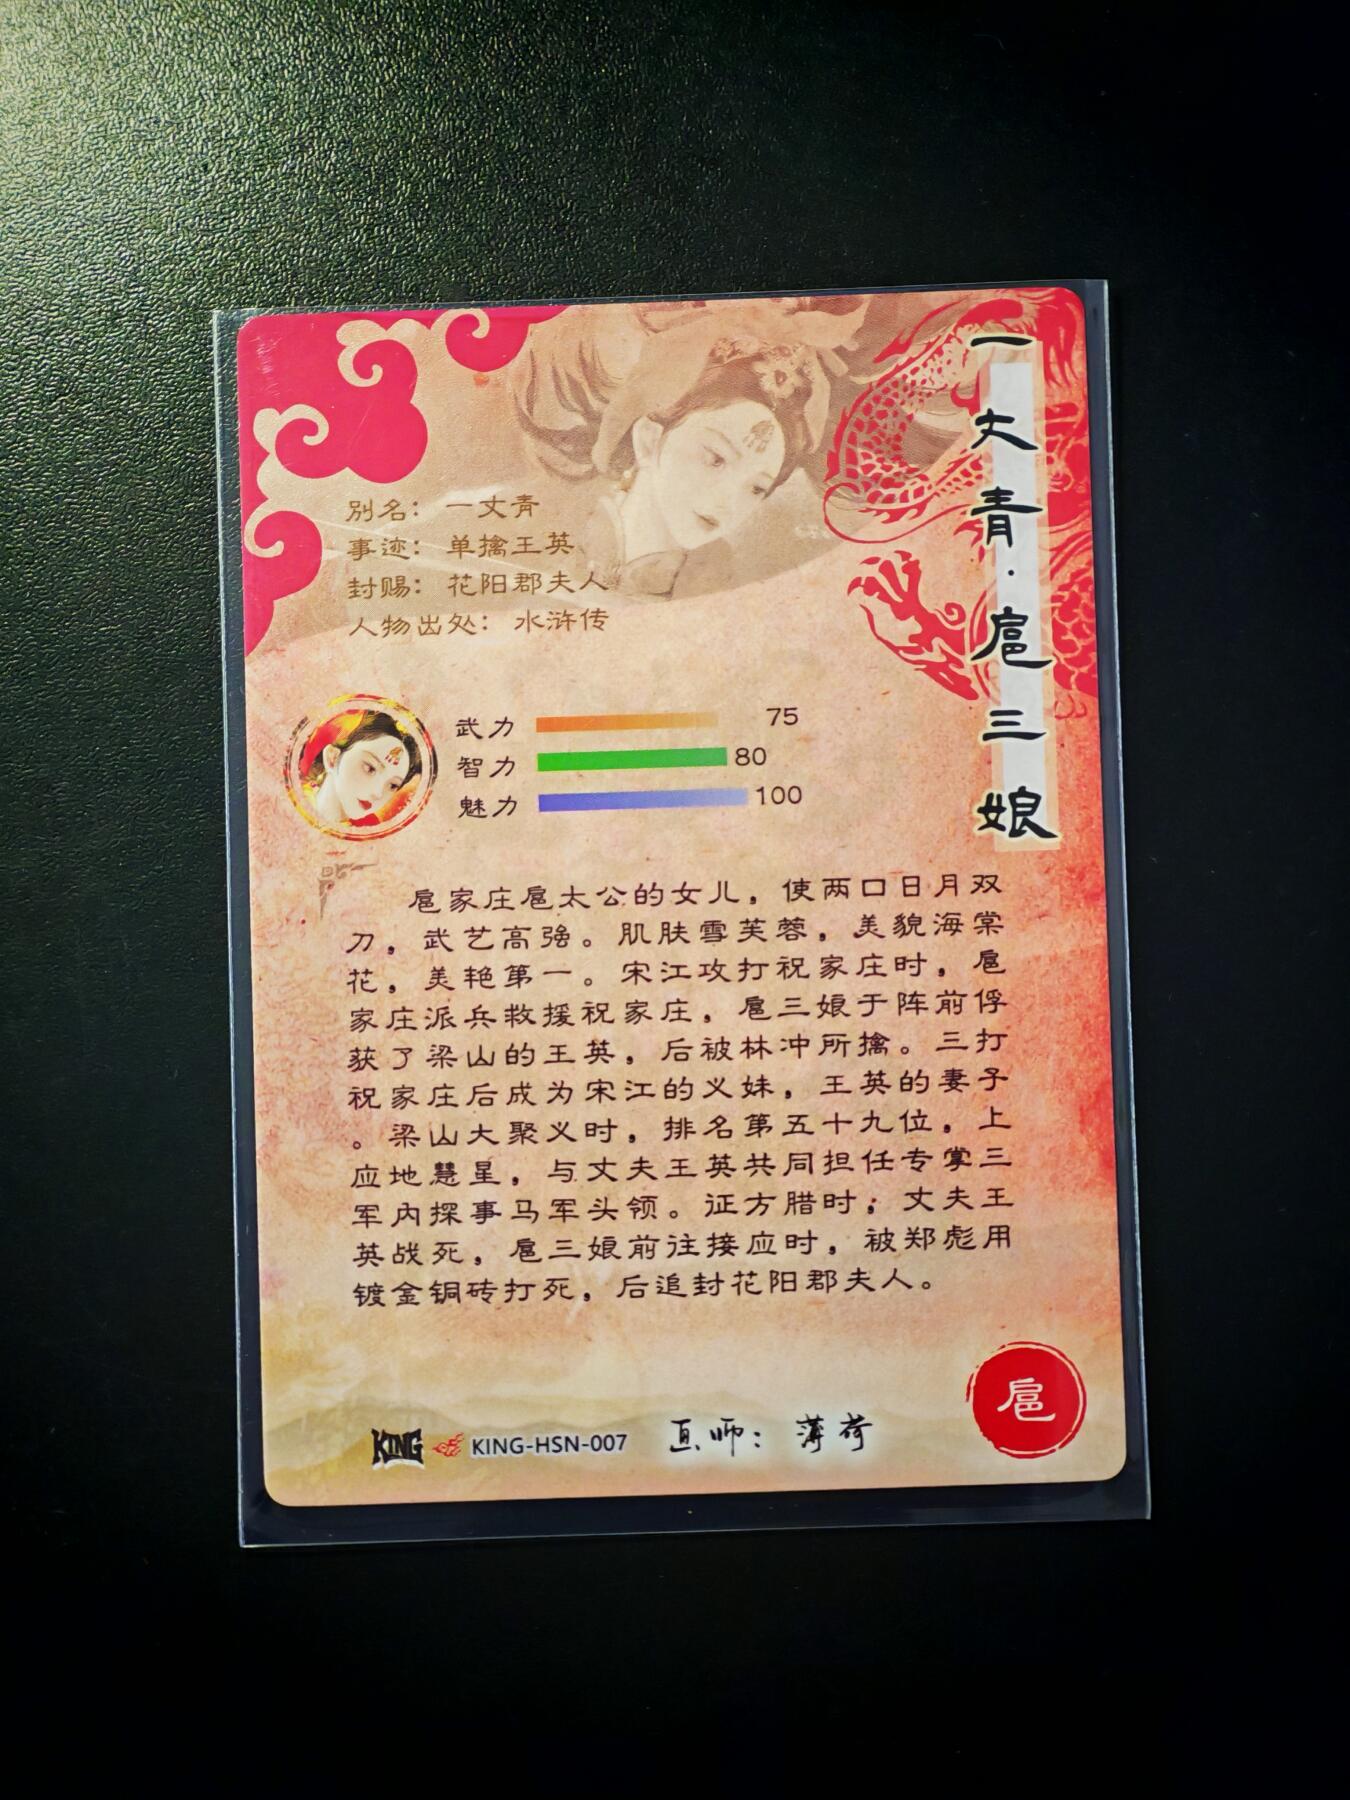 一丈青·扈三娘
别名：一丈青
事迹：单擒王英
封赐：花阳郡夫人
人物出处：水浒传
武力 75
智力 80
魅力 100
扈家庄扈太公的女儿，使两口日月双
刀，武艺高强。肌肤雪芙蓉，美貌海棠
花，美艳第一。宋江攻打祝家庄时，扈
家庄派兵救援祝家庄，扈三娘于阵前俘
获了梁山的王英，后被林冲所擒。三打
祝家庄后成为宋江的义妹，王英的妻子
。梁山大聚义时，排名第五十九位，上
应地慧星，与丈夫王英共同担任专掌三
军内探事马军头领。证方腊时；丈夫王
英战死，扈三娘前往接应时，被郑彪用
镀金铜砖打死，后追封花阳郡夫人。
扈
KING KING-HSN-007 画师：薄荷